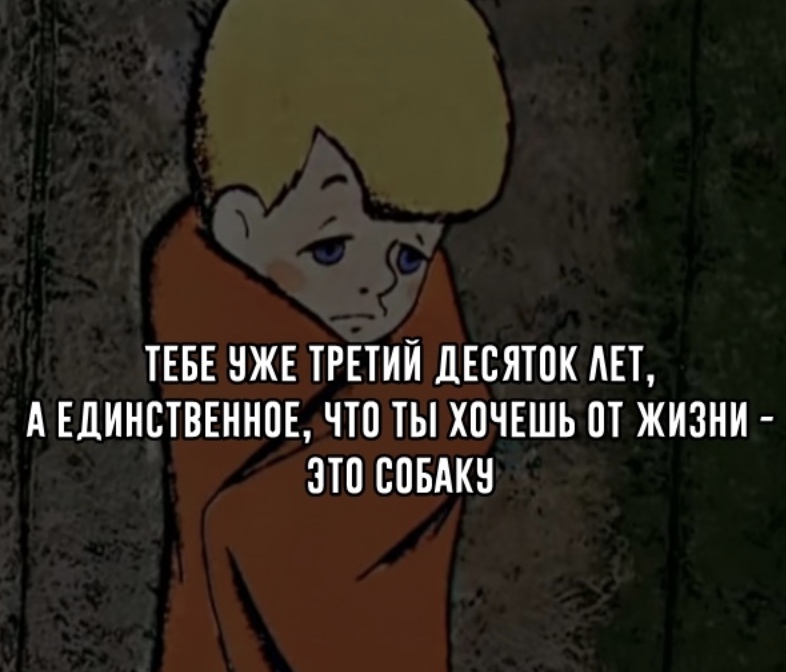 ТЕБЕ УЖЕ ТРЕТИЙ ДЕСЯТОК ЛЕТ,
А ЕДИНСТВЕННОЕ, ЧТО ТЫ ХОЧЕШЬ ОТ ЖИЗНИ -
ЭТО СОБАКУ